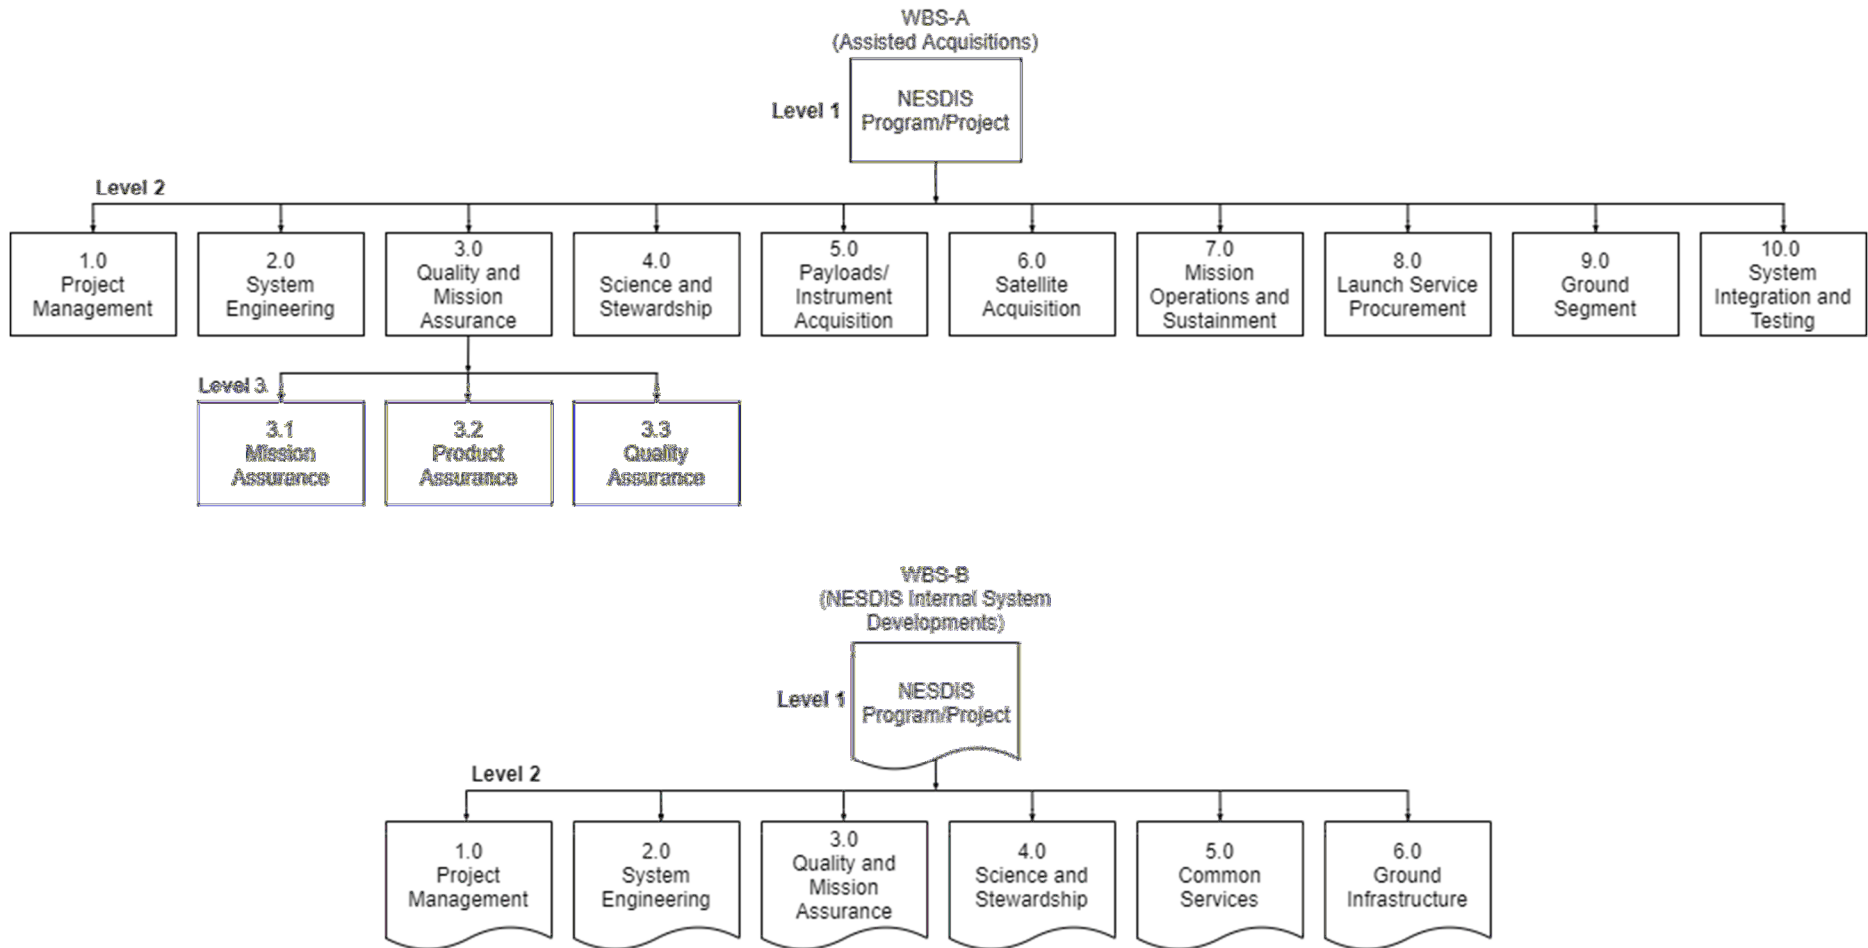 WBS-A
(Assisted Acquisitions)
Level 1
NESDIS
Program/Project
Level 2
1.0
Project
Management
2.0
System
Engineering
3.0
Quality and
Mission
Assurance
4.0
Science and
Stewardship
5.0
Payloads/
Instrument
Acquisition
6.0
Satellite
Acquisition
7.0
Mission
Operations and
Sustainment
8.0
Launch Service
Procurement
9.0
Ground
Segment
10.0
System
Integration and
Testing
Level 3
3.1
Mission
Assurance
3.2
Product
Assurance
3.3
Quality
Assurance
WBS-B
(NESDIS Internal System
Developments)
Level 1
NESDIS
Program/Project
Level 2
1.0
Project
Management
2.0
System
Engineering
3.0
Quality and
Mission
Assurance
4.0
Science and
Stewardship
5.0
Common
Services
6.0
Ground
Infrastructure